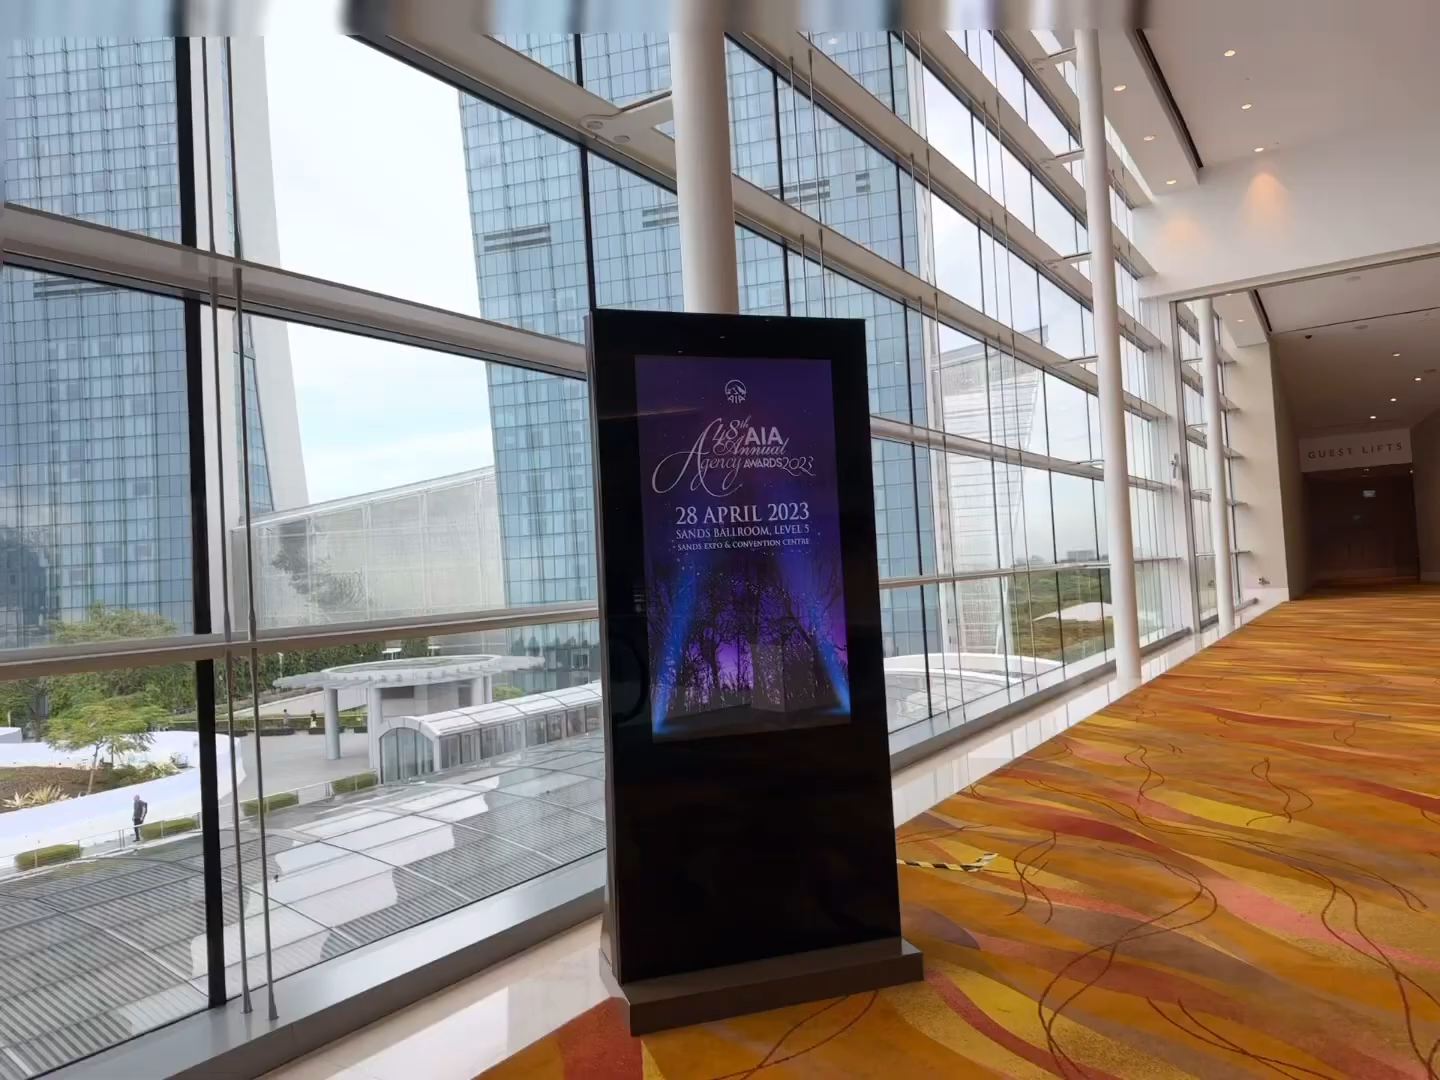 AIA
48th AIA
Annual
Agency AWARDS 2023
28 APRIL 2023
SANDS BALLROOM, LEVEL 5
SANDS EXPO & CONVENTION CENTRE
GUEST LIFTS